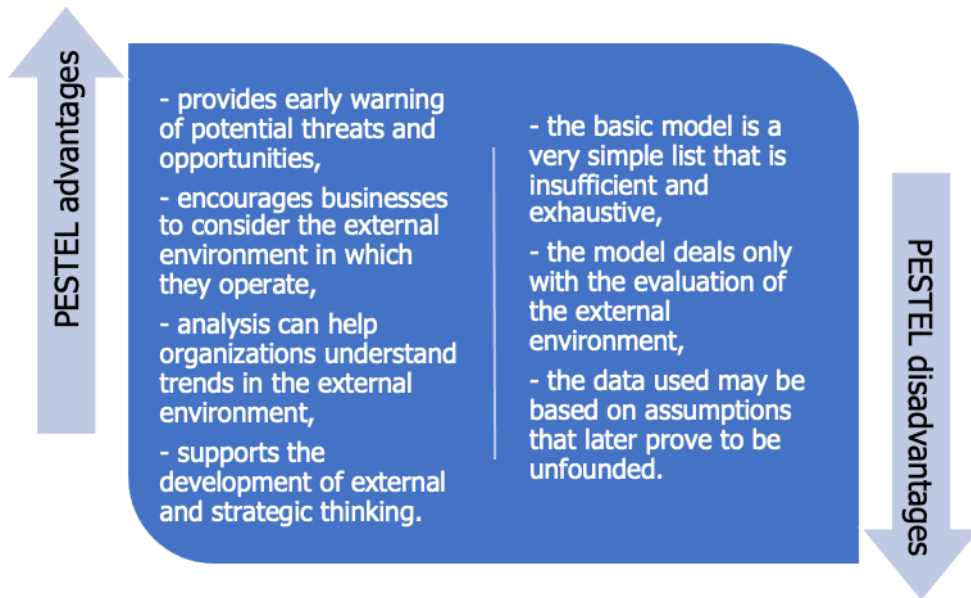 PESTEL advantages
- provides early warning
of potential threats and
opportunities,
- encourages businesses
to consider the external
environment in which
they operate,
- analysis can help
organizations understand
trends in the external
environment,
- supports the
development of external
and strategic thinking.
- the basic model is a
very simple list that is
insufficient and
exhaustive,
- the model deals only
with the evaluation of
the external
environment,
- the data used may be
based on assumptions
that later prove to be
unfounded.
PESTEL disadvantages